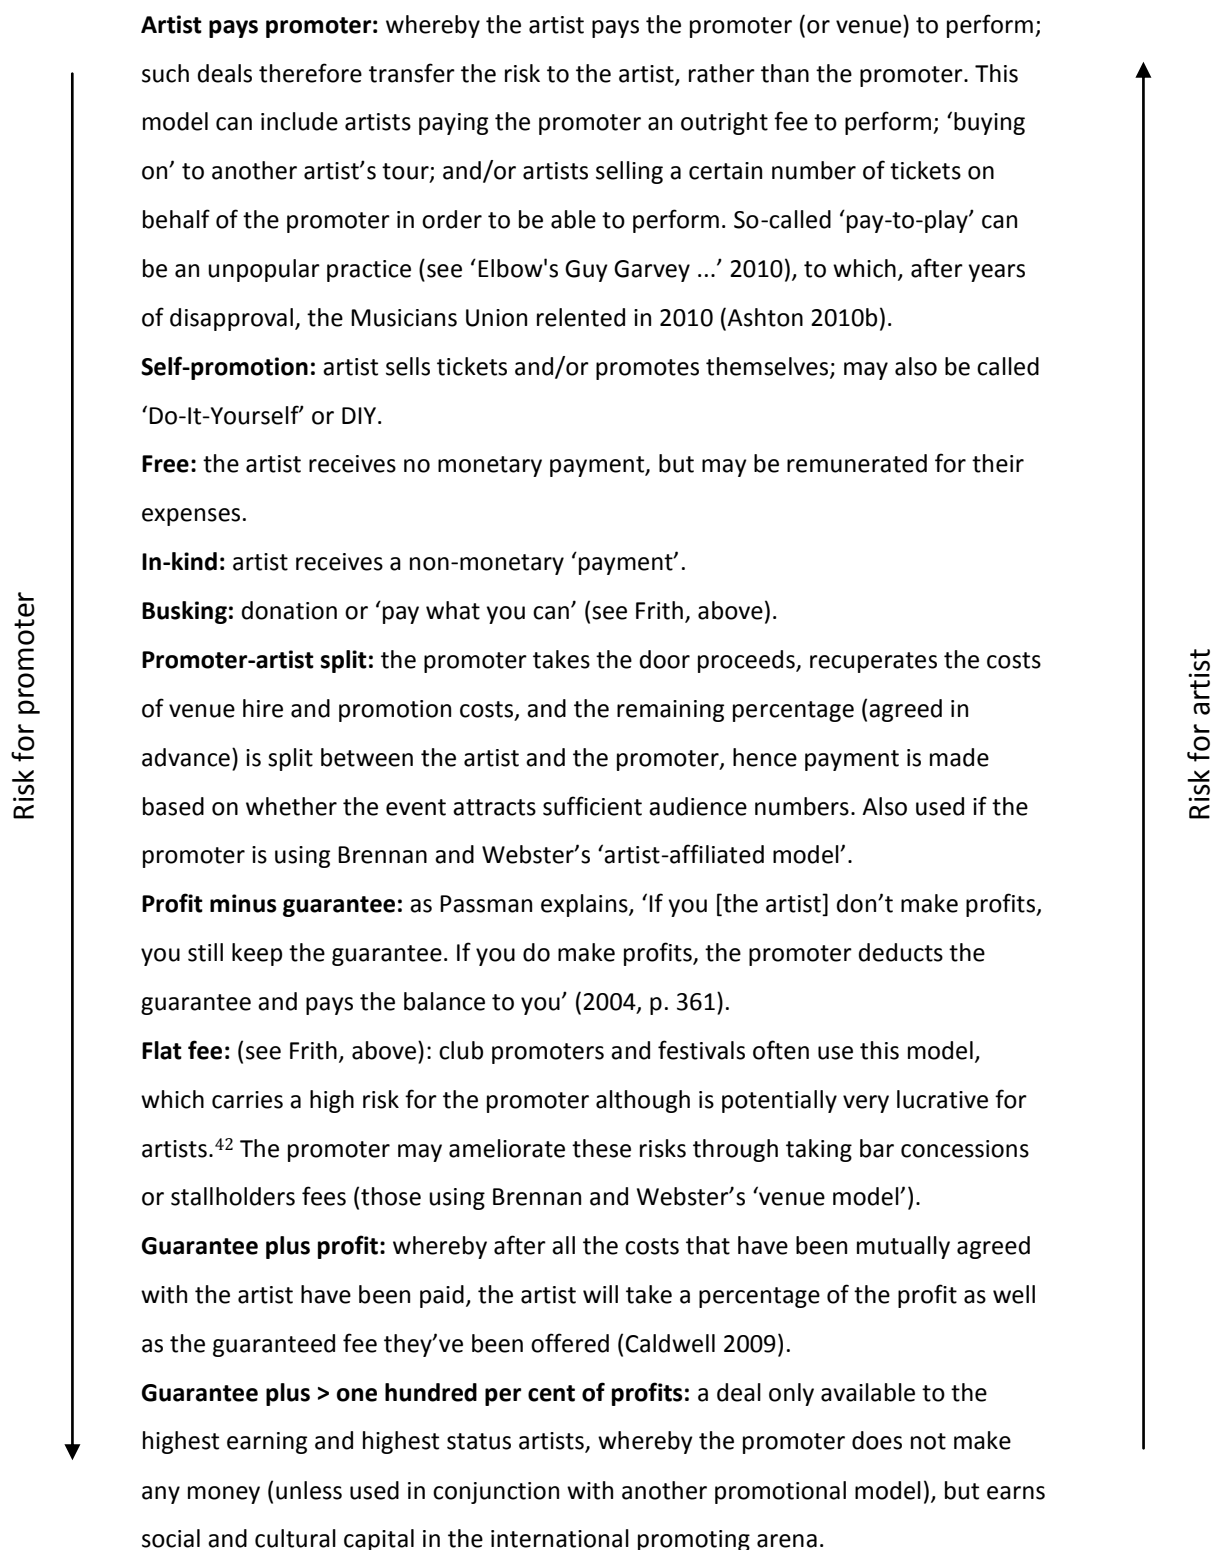 Artist pays promoter: whereby the artist pays the promoter (or venue) to perform;
such deals therefore transfer the risk to the artist, rather than the promoter. This
model can include artists paying the promoter an outright fee to perform; ‘buying
on’ to another artist’s tour; and/or artists selling a certain number of tickets on
behalf of the promoter in order to be able to perform. So-called ‘pay-to-play’ can
be an unpopular practice (see ‘Elbow's Guy Garvey ...’ 2010), to which, after years
of disapproval, the Musicians Union relented in 2010 (Ashton 2010b).
Self-promotion: artist sells tickets and/or promotes themselves; may also be called
‘Do-It-Yourself’ or DIY.
Free: the artist receives no monetary payment, but may be remunerated for their
expenses.
In-kind: artist receives a non-monetary ‘payment’.
Busking: donation or ‘pay what you can’ (see Frith, above).
Promoter-artist split: the promoter takes the door proceeds, recuperates the costs
of venue hire and promotion costs, and the remaining percentage (agreed in
advance) is split between the artist and the promoter, hence payment is made
based on whether the event attracts sufficient audience numbers. Also used if the
promoter is using Brennan and Webster’s ‘artist-affiliated model’.
Profit minus guarantee: as Passman explains, ‘If you [the artist] don’t make profits,
you still keep the guarantee. If you do make profits, the promoter deducts the
guarantee and pays the balance to you’ (2004, p. 361).
Flat fee: (see Frith, above): club promoters and festivals often use this model,
which carries a high risk for the promoter although is potentially very lucrative for
artists.42 The promoter may ameliorate these risks through taking bar concessions
or stallholders fees (those using Brennan and Webster’s ‘venue model’).
Guarantee plus profit: whereby after all the costs that have been mutually agreed
with the artist have been paid, the artist will take a percentage of the profit as well
as the guaranteed fee they’ve been offered (Caldwell 2009).
Guarantee plus > one hundred per cent of profits: a deal only available to the
highest earning and highest status artists, whereby the promoter does not make
any money (unless used in conjunction with another promotional model), but earns
social and cultural capital in the international promoting arena.
Risk for promoter
Risk for artist